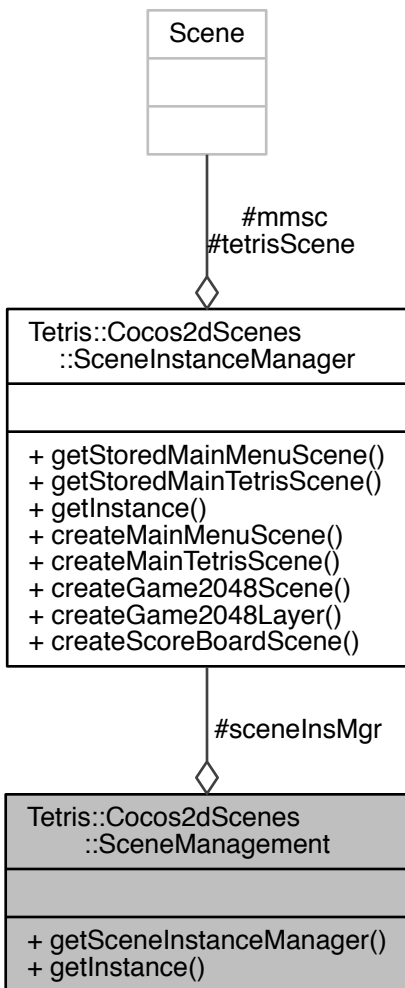 Scene
#mmsc
#tetrisScene
Tetris::Cocos2dScenes
::SceneInstanceManager
+ getStoredMainMenuScene()
+ getStoredMainTetrisScene()
+ getInstance()
+ createMainMenuScene()
+ createMainTetrisScene()
+ createGame2048Scene()
+ createGame2048Layer()
+ createScoreBoardScene()
#sceneInsMgr
Tetris::Cocos2dScenes
::SceneManagement
+ getSceneInstanceManager()
+ getInstance()